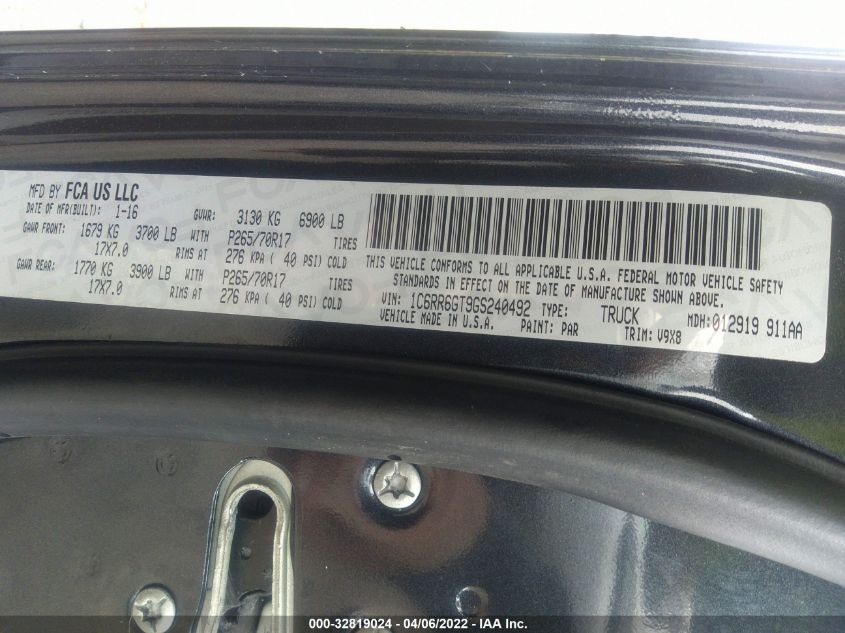 MFD BY FCA US LLC
DATE OF MFR(BUILT): 1-16 GVWR: 3130 KG 6900 LB
GAWR FRONT: 1679 KG 3700 LB WITH P265/70R17 TIRES
17X7.0 RIMS AT 276 KPA ( 40 PSI) COLD
GAWR REAR: 1770 KG 3900 LB WITH P265/70R17 TIRES
17X7.0 RIMS AT 276 KPA ( 40 PSI) COLD
THIS VEHICLE CONFORMS TO ALL APPLICABLE U.S.A. FEDERAL MOTOR VEHICLE SAFETY
STANDARDS IN EFFECT ON THE DATE OF MANUFACTURE SHOWN ABOVE.
VIN: 1C6RR6GT9GS240492 TYPE: TRUCK MDH: 012919 911AA
VEHICLE MADE IN U.S.A. PAINT: PAR TRIM: V9X8
000-32819024 - 04/06/2022 - IAA Inc.